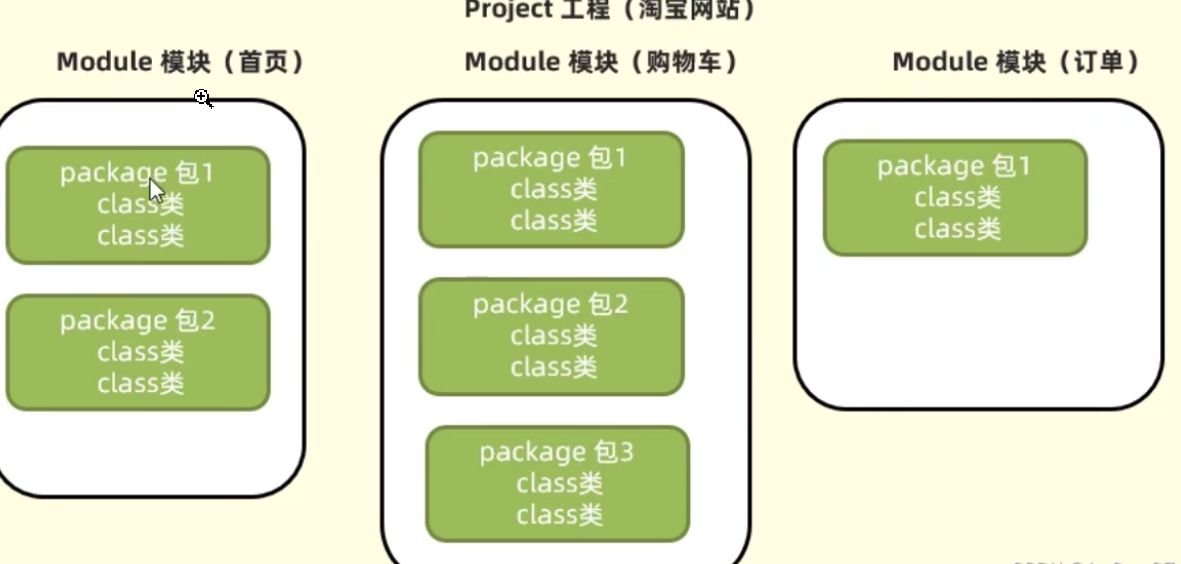 Project 工程（淘宝网站）
Module 模块（首页）
Module 模块（购物车）
Module 模块（订单）
package 包1
class类
class类
package 包2
class类
class类
package 包1
class类
class类
package 包2
class类
class类
package 包3
class类
class类
package 包1
class类
class类